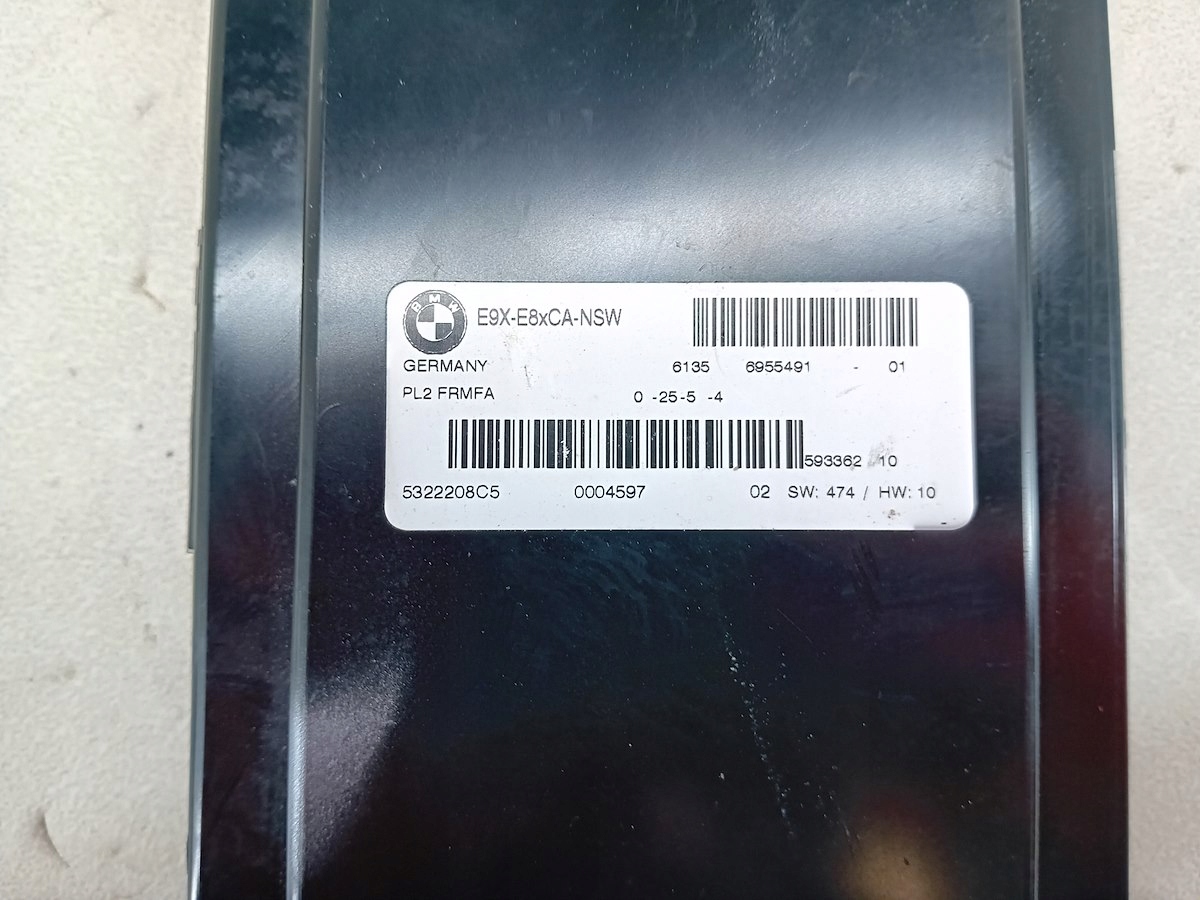 BMW E9X-E8xCA-NSW
GERMANY 6135 6955491 - 01
PL2 FRMFA 0 -25-5 -4
593362 10
5322208C5 0004597 02 SW: 474 / HW: 10